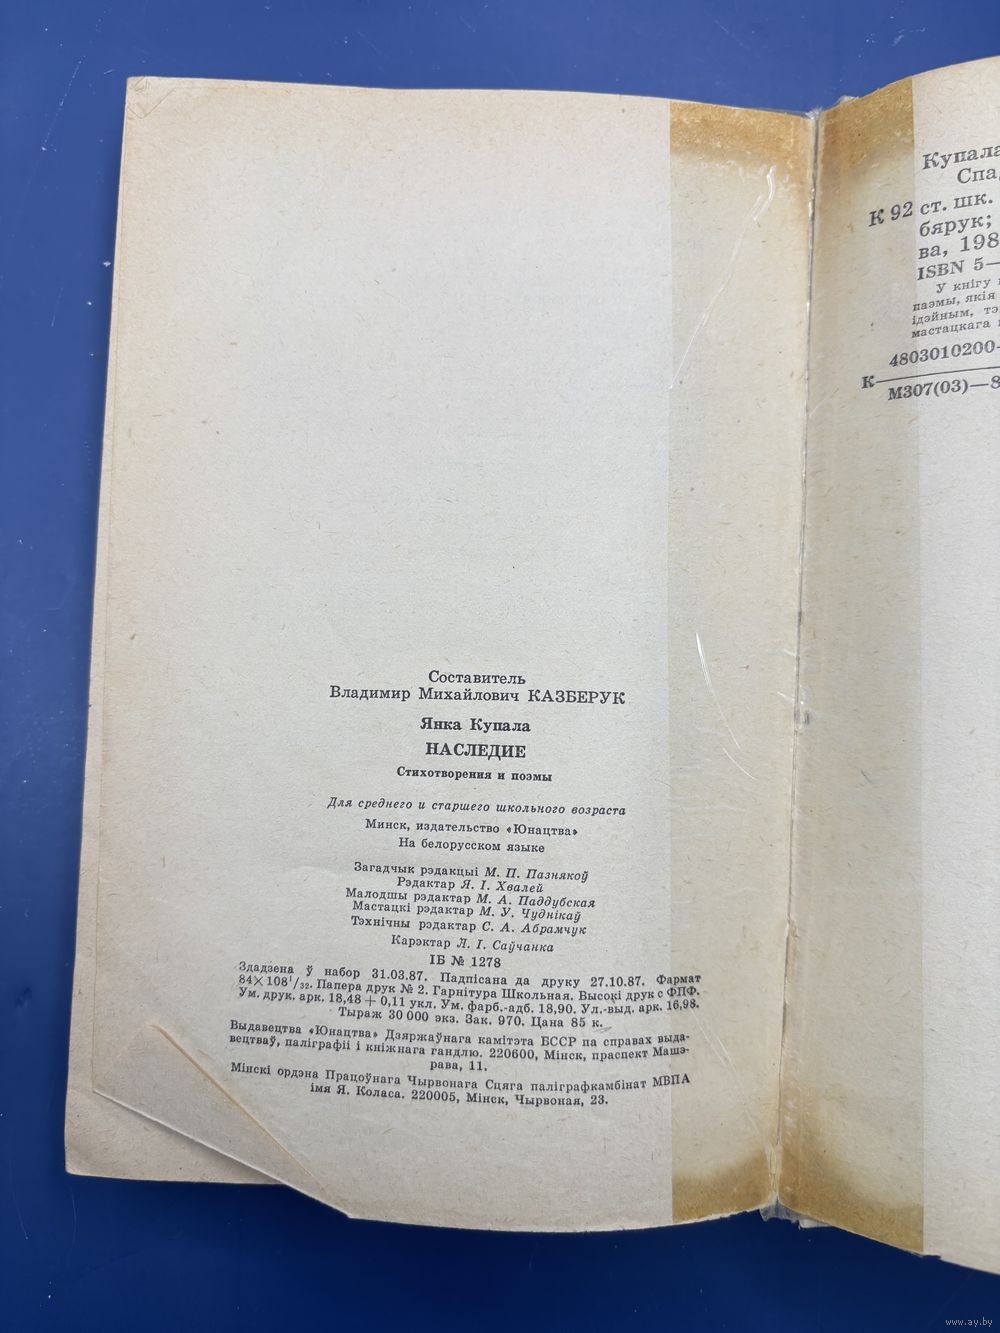 Составитель
Владимир Михайлович КАЗБЕРУК
Янка Купала
НАСЛЕДИЕ
Стихотворения и поэмы
Для среднего и старшего школьного возраста
Минск, издательство «Юнацтва»
На белорусском языке
Загадчык рэдакцыі М. П. Пазнякоў
Рэдактар Я. І. Хвалей
Малодшы рэдактар М. А. Паддубская
Мастацкі рэдактар М. У. Чуднікаў
Тэхнічны рэдактар С. А. Абрамчук
Карэктар Л. І. Саўчанка
ІБ № 1278
Здадзена ў набор 31.03.87. Падпісана да друку 27.10.87. Фармат
84×108¹/₃₂. Папера друк № 2. Гарнітура Школьная. Высокі друк с ФПФ.
Ум. друк. арк. 18,48+0,11 укл. Ум. фарб.-адб. 18,90. Ул.-выд. арк. 16,98.
Тыраж 30 000 экз. Зак. 970. Цана 85 к.
Выдавецтва «Юнацтва» Дзяржаўнага камітэта БССР па справах выда-
вецтваў, паліграфіі і кніжнага гандлю. 220600, Мінск, праспект Машэ-
рава, 11.
Мінскі ордэна Працоўнага Чырвонага Сцяга паліграфкамбінат МВПА
імя Я. Коласа. 220005, Мінск, Чырвоная, 23.
Купала
Спад
К 92 ст. шк.
бярук;
ва, 198
ISBN 5—
У кнігу
паэмы, якія
ідэйным, тэ
мастацкага
4803010200—
К
М307(03)—8
www.ay.by